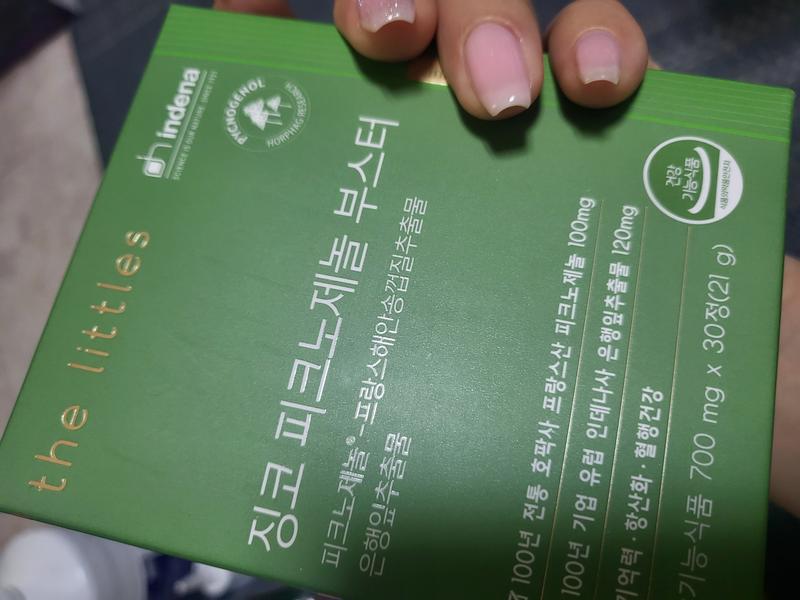 the littles
indena
SCIENCE IS OUR NATURE. SINCE 1921
PYCNOGENOL
HORPHAG RESEARCH
징코 피크노제놀 부스터
피크노제놀®-프랑스해안송껍질추출물
은행잎추출물
100년 전통 호팍사 프랑스산 피크노제놀 100mg
100년 기업 유럽 인데나사 은행잎추출물 120mg
기억력 · 항산화 · 혈행건강
기능식품 700 mg x 30정(21 g)
건강
기능식품
식품의약품안전처